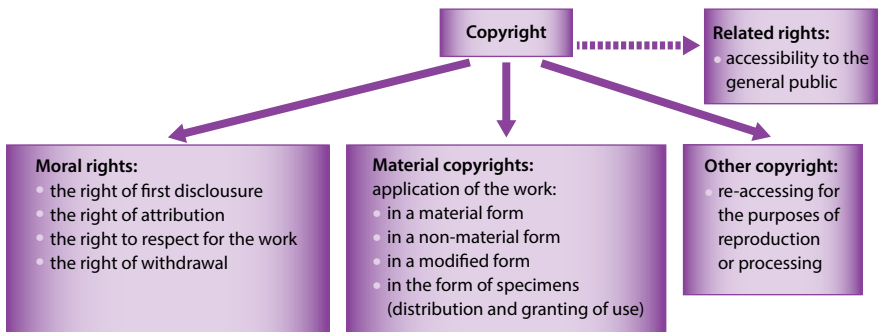 Copyright
Related rights:
• accessibility to the
general public
Moral rights:
• the right of first disclousure
• the right of attribution
• the right to respect for the work
• the right of withdrawal
Material copyrights:
application of the work:
• in a material form
• in a non-material form
• in a modified form
• in the form of specimens
(distribution and granting of use)
Other copyright:
• re-accessing for
the purposes of
reproduction
or processing